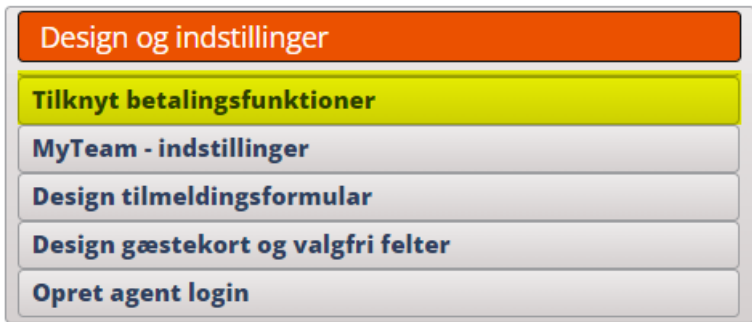 Design og indstillinger
Tilknyt betalingsfunktioner
MyTeam - indstillinger
Design tilmeldingsformular
Design gæstekort og valgfri felter
Opret agent login